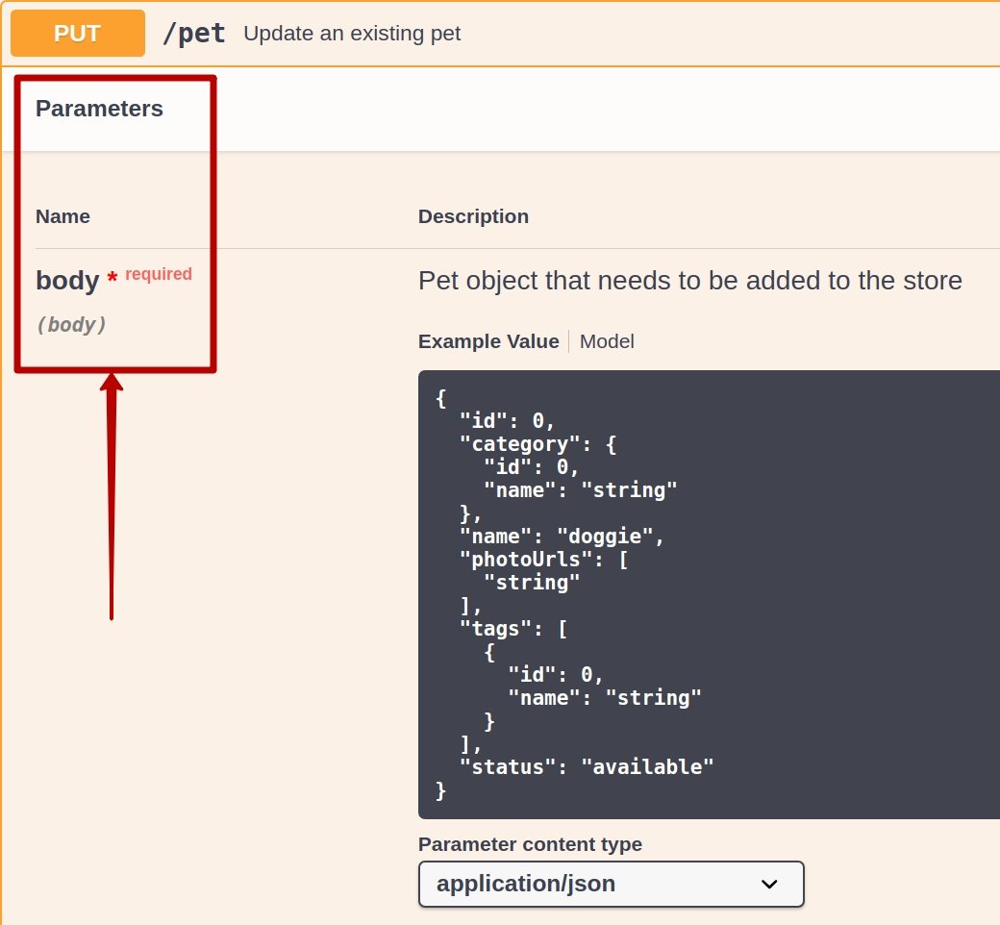 PUT /pet Update an existing pet
Parameters
Name Description
body * required Pet object that needs to be added to the store
(body)
Example Value Model
{
  "id": 0,
  "category": {
    "id": 0,
    "name": "string"
  },
  "name": "doggie",
  "photoUrls": [
    "string"
  ],
  "tags": [
    {
      "id": 0,
      "name": "string"
    }
  ],
  "status": "available"
}
Parameter content type
application/json